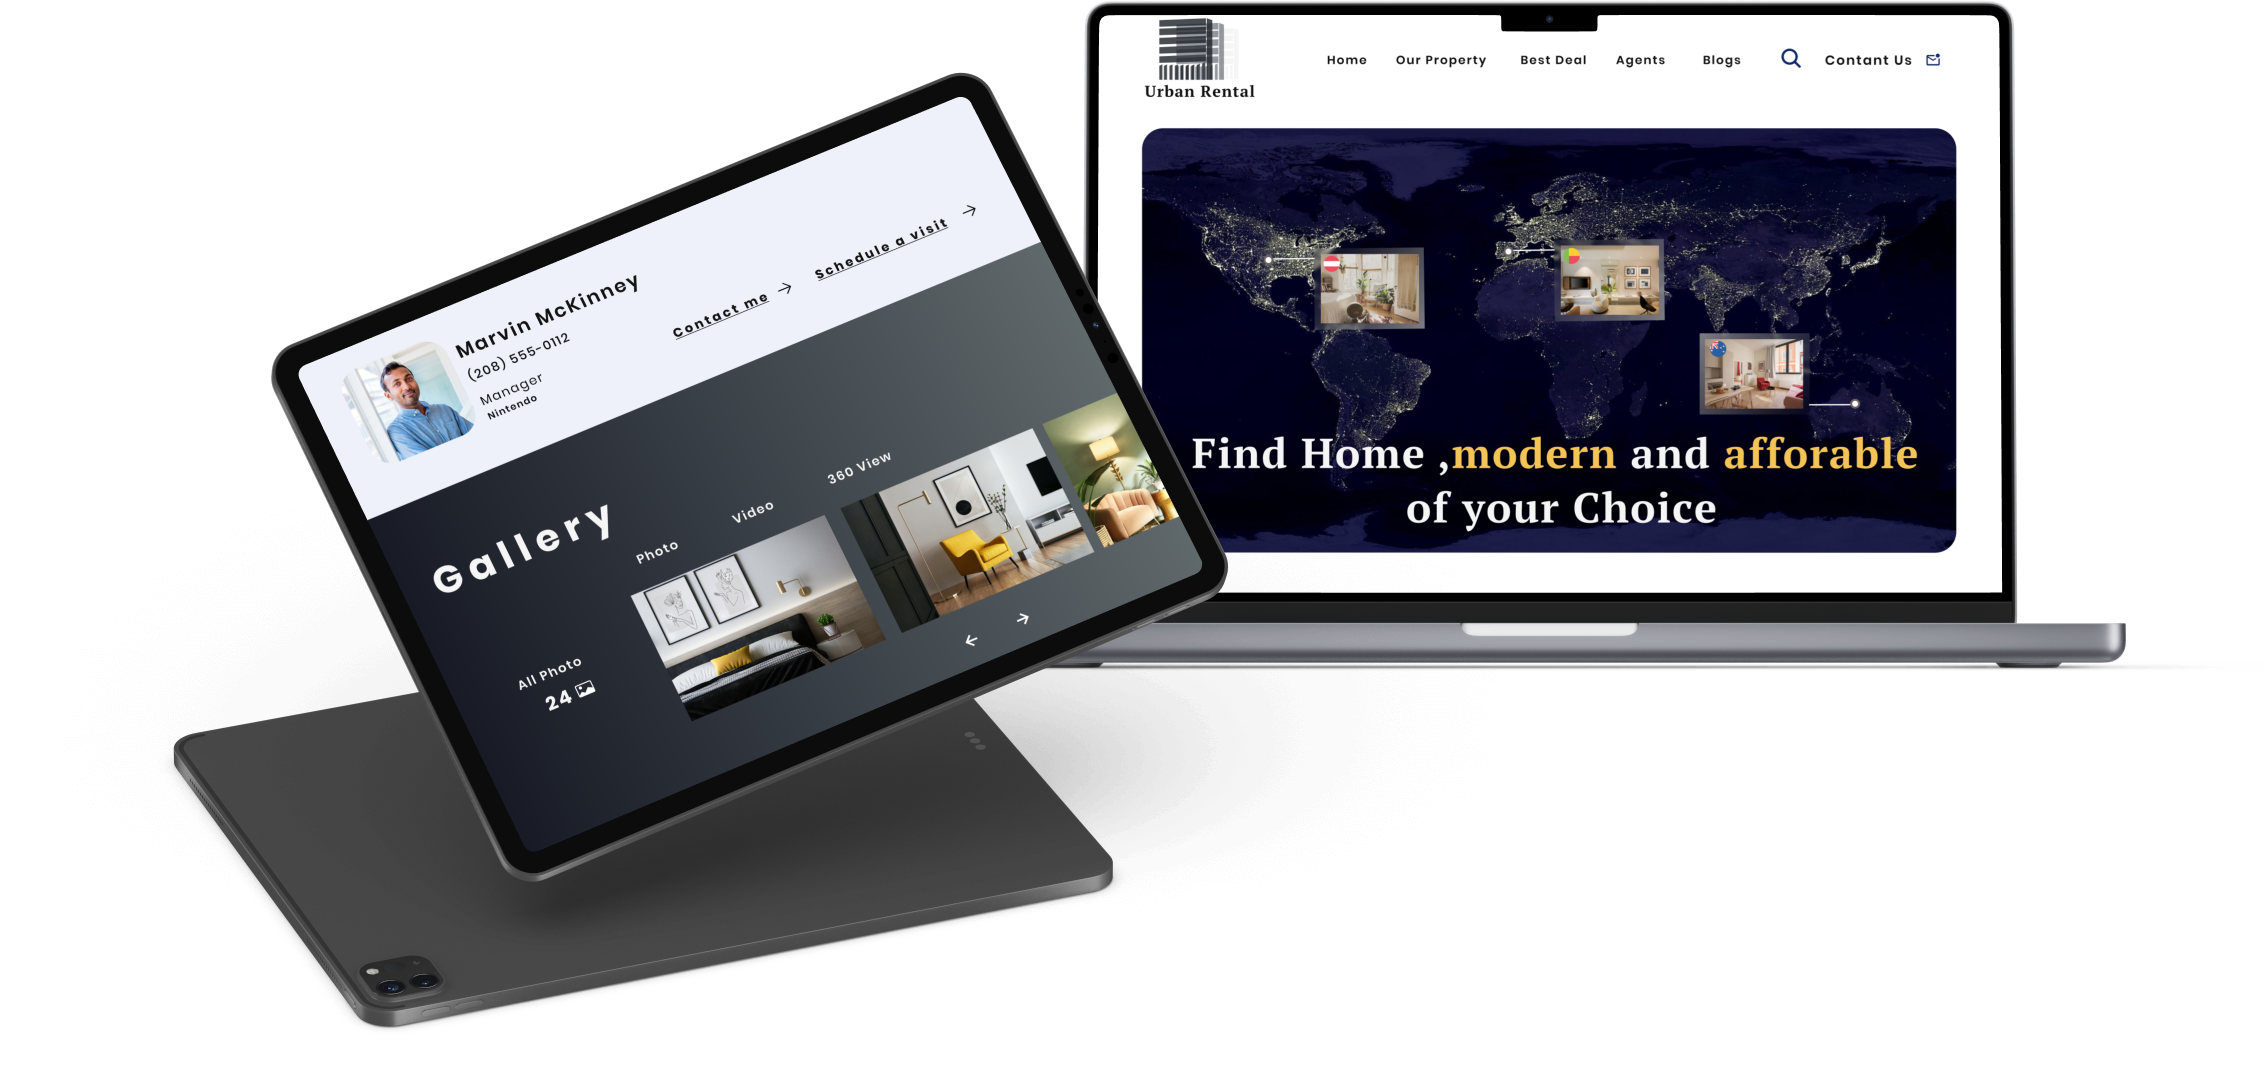 Urban Rental
Home
Our Property
Best Deal
Agents
Blogs
Contant Us
Find Home ,modern and afforable
of your Choice
Marvin McKinney
(208) 555-0112
Manager
Nintendo
Contact me
Schedule a visit
Gallery
Photo
Video
360 View
All Photo
24